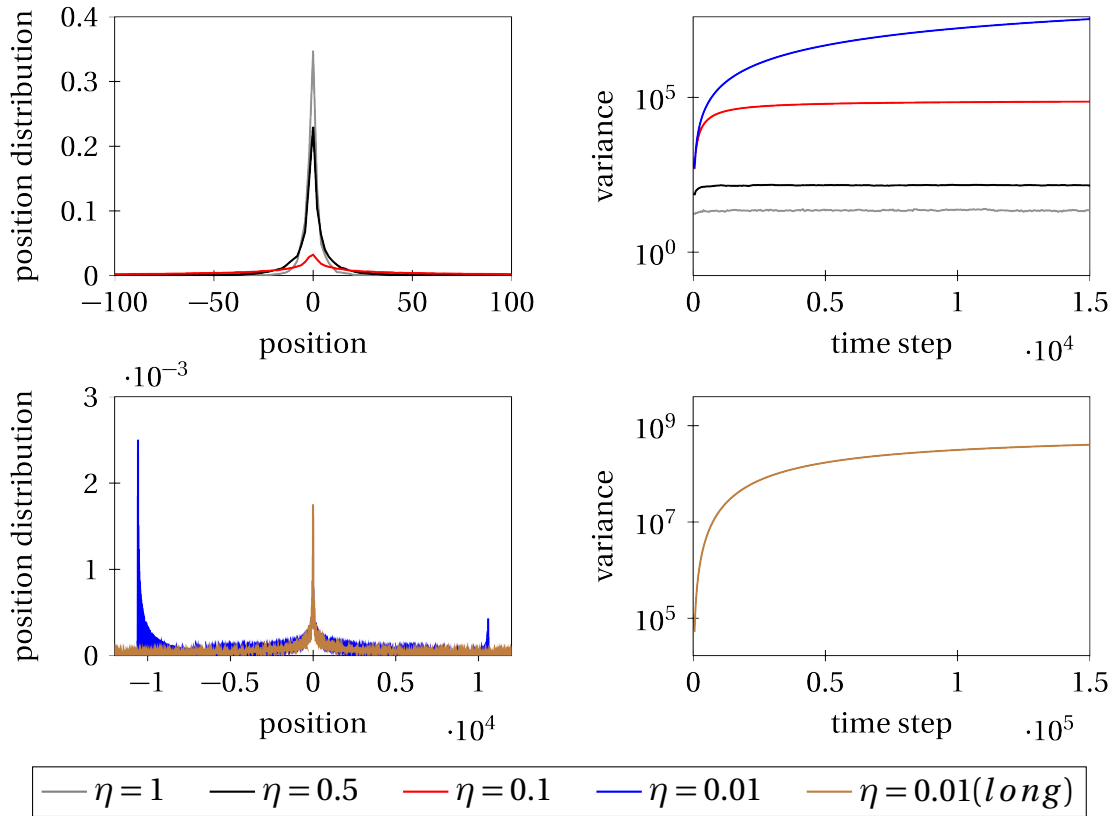 position distribution
0.4
0.3
0.2
0.1
0
−100
−50
0
50
100
position
variance
10^5
10^0
0
0.5
1
1.5
time step
·10^4
·10^−3
position distribution
3
2
1
0
−1
−0.5
0
0.5
1
position
·10^4
variance
10^9
10^7
10^5
0
0.5
1
1.5
time step
·10^5
η = 1
η = 0.5
η = 0.1
η = 0.01
η = 0.01(long)